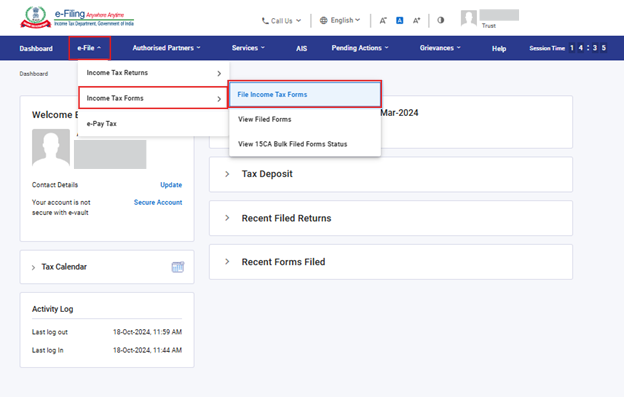 e-Filing Anywhere Anytime
Income Tax Department, Government of India
Call Us
English
A-
A
A+
Trust
Dashboard
e-File
Authorised Partners
Services
AIS
Pending Actions
Grievances
Help
Session Time 1 4 : 3 5
Dashboard
Income Tax Returns
Income Tax Forms
e-Pay Tax
File Income Tax Forms
View Filed Forms
View 15CA Bulk Filed Forms Status
Welcome
Mar-2024
Contact Details
Update
Your account is not
secure with e-vault
Secure Account
Tax Deposit
Recent Filed Returns
Recent Forms Filed
Tax Calendar
Activity Log
Last log out 18-Oct-2024, 11:59 AM
Last log In 18-Oct-2024, 11:44 AM